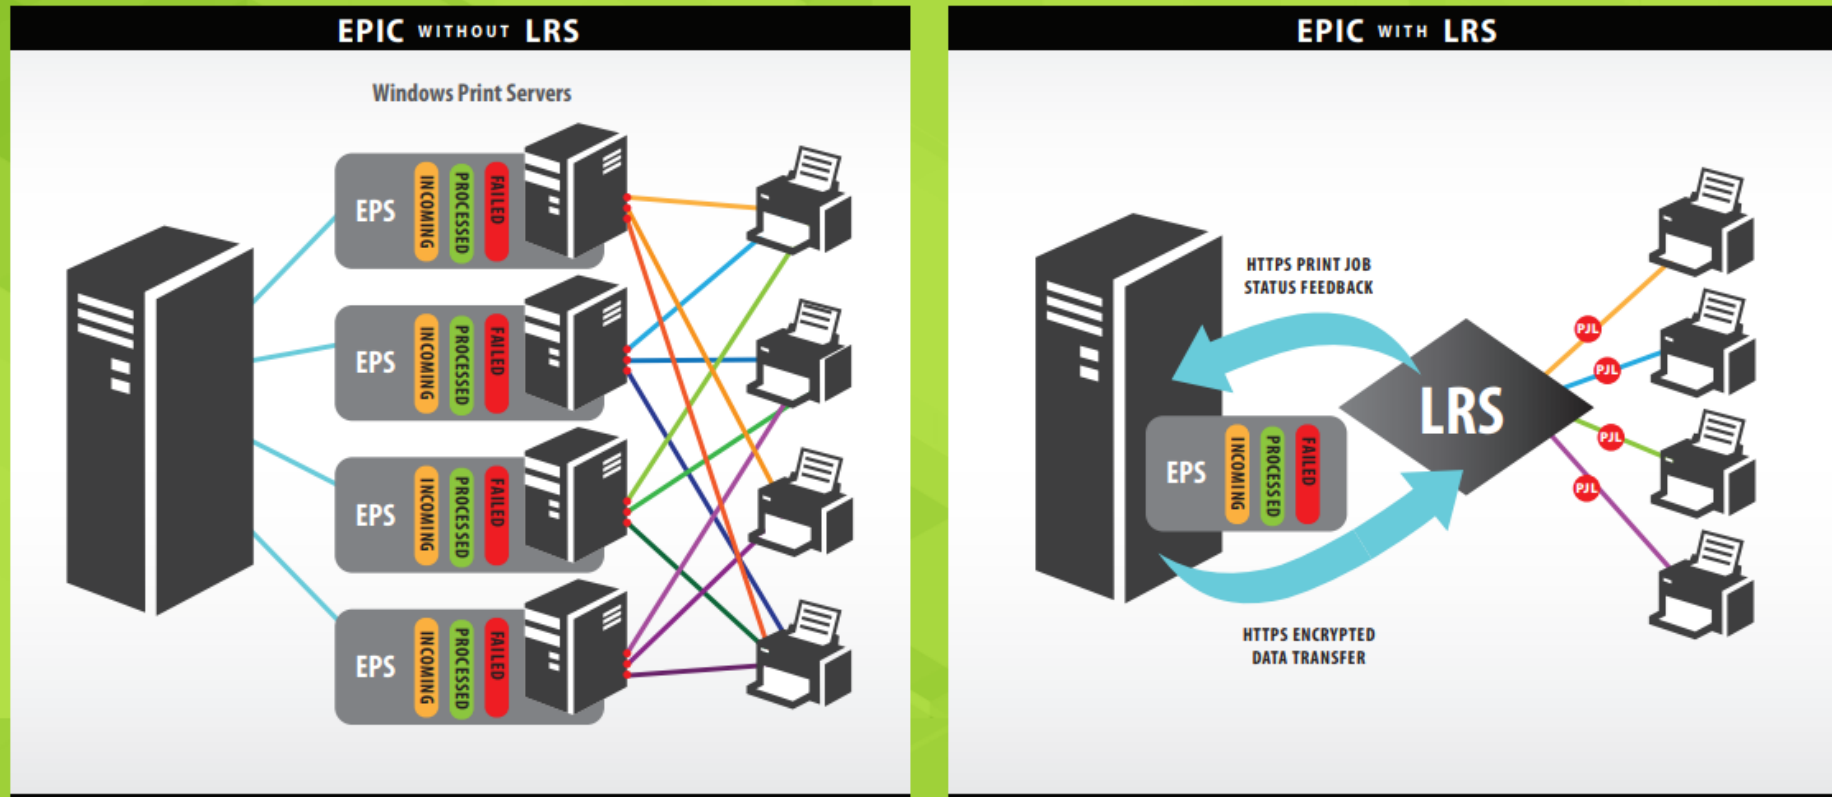 EPIC WITHOUT LRS
Windows Print Servers
EPS
INCOMING
PROCESSED
FAILED
EPS
INCOMING
PROCESSED
FAILED
EPS
INCOMING
PROCESSED
FAILED
EPS
INCOMING
PROCESSED
FAILED
EPIC WITH LRS
HTTPS PRINT JOB
STATUS FEEDBACK
LRS
EPS
INCOMING
PROCESSED
FAILED
PJL
PJL
PJL
PJL
HTTPS ENCRYPTED
DATA TRANSFER